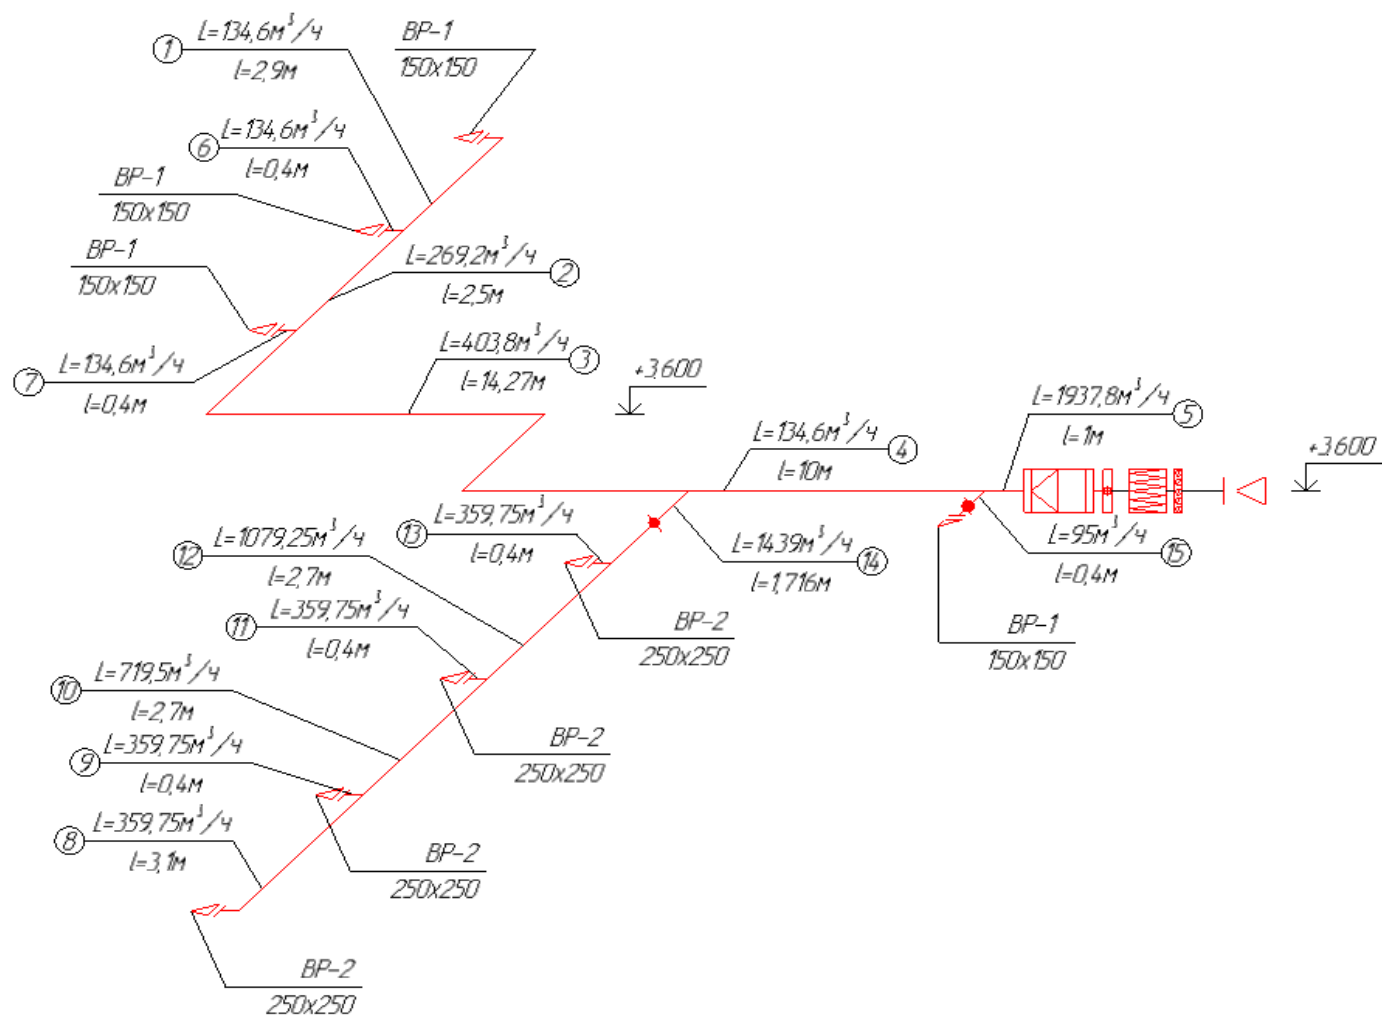 L=134,6м³/ч
1
l=2,9м
ВР-1
150х150
L=134,6м³/ч
6
l=0,4м
ВР-1
150х150
ВР-1
150х150
L=269,2м³/ч
2
l=2,5м
L=134,6м³/ч
7
l=0,4м
L=403,8м³/ч
3
l=14,27м
+3.600
L=134,6м³/ч
4
l=10м
L=1937,8м³/ч
5
l=1м
+3.600
L=359,75м³/ч
13
l=0,4м
L=1439м³/ч
14
l=1,716м
L=95м³/ч
15
l=0,4м
L=1079,25м³/ч
12
l=2,7м
ВР-2
250х250
ВР-1
150х150
L=359,75м³/ч
11
l=0,4м
L=719,5м³/ч
10
l=2,7м
ВР-2
250х250
L=359,75м³/ч
9
l=0,4м
L=359,75м³/ч
8
l=3,1м
ВР-2
250х250
ВР-2
250х250